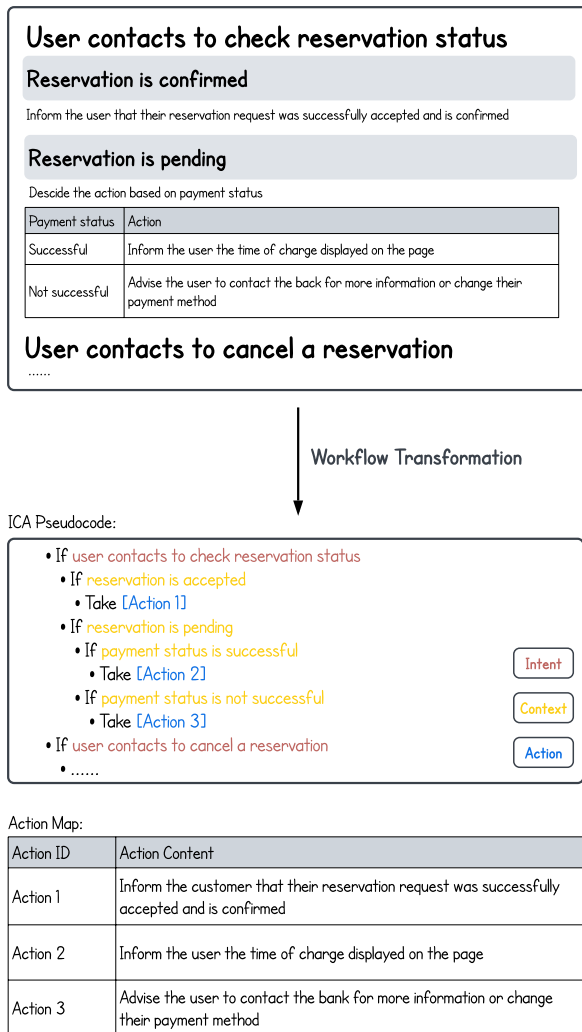 User contacts to check reservation status
Reservation is confirmed
Inform the user that their reservation request was successfully accepted and is confirmed
Reservation is pending
Descide the action based on payment status
Payment status Action
Successful Inform the user the time of charge displayed on the page
Not successful Advise the user to contact the back for more information or change their
payment method
User contacts to cancel a reservation
......
Workflow Transformation
ICA Pseudocode:
• If user contacts to check reservation status
• If reservation is accepted
• Take [Action 1]
• If reservation is pending
• If payment status is successful
• Take [Action 2]
• If payment status is not successful
• Take [Action 3]
• If user contacts to cancel a reservation
• ......
Intent
Context
Action
Action Map:
Action ID Action Content
Action 1 Inform the customer that their reservation request was successfully
accepted and is confirmed
Action 2 Inform the user the time of charge displayed on the page
Action 3 Advise the user to contact the bank for more information or change
their payment method